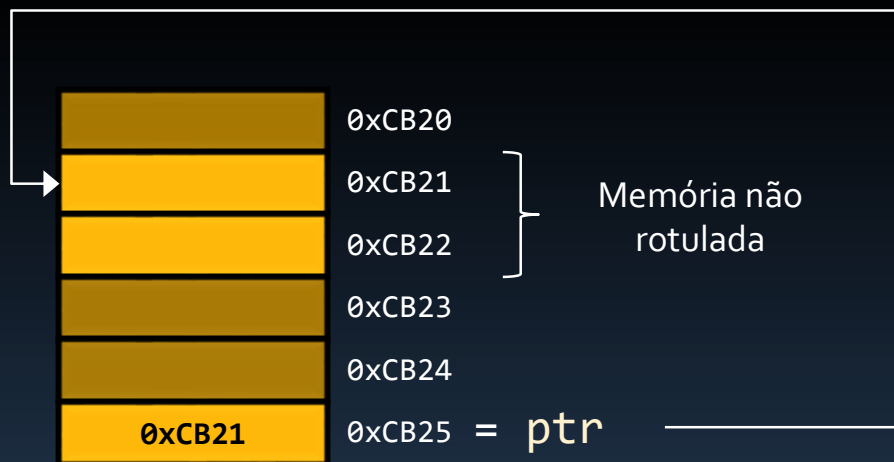 0xCB20
0xCB21
0xCB22
Memória não
rotulada
0xCB23
0xCB24
0xCB21 0xCB25 = ptr